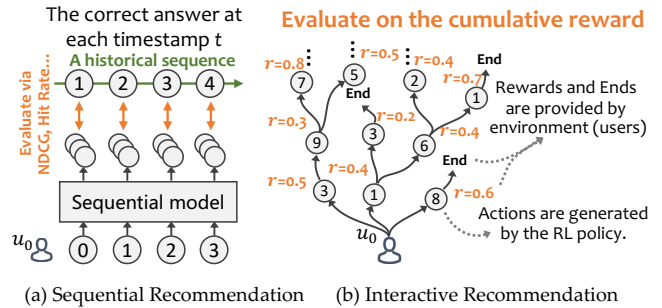 The correct answer at
each timestamp t
A historical sequence
1 2 3 4
Evaluate via
NDCG, Hit Rate...
Sequential model
u0
0 1 2 3
(a) Sequential Recommendation
Evaluate on the cumulative reward
r=0.8
7
r=0.5
5
r=0.4
2
End
r=0.7
1
End
r=0.3
9
r=0.2
3
6
r=0.4
End
r=0.5
3
r=0.4
1
8
r=0.6
u0
Rewards and Ends
are provided by
environment (users)
Actions are generated
by the RL policy.
(b) Interactive Recommendation